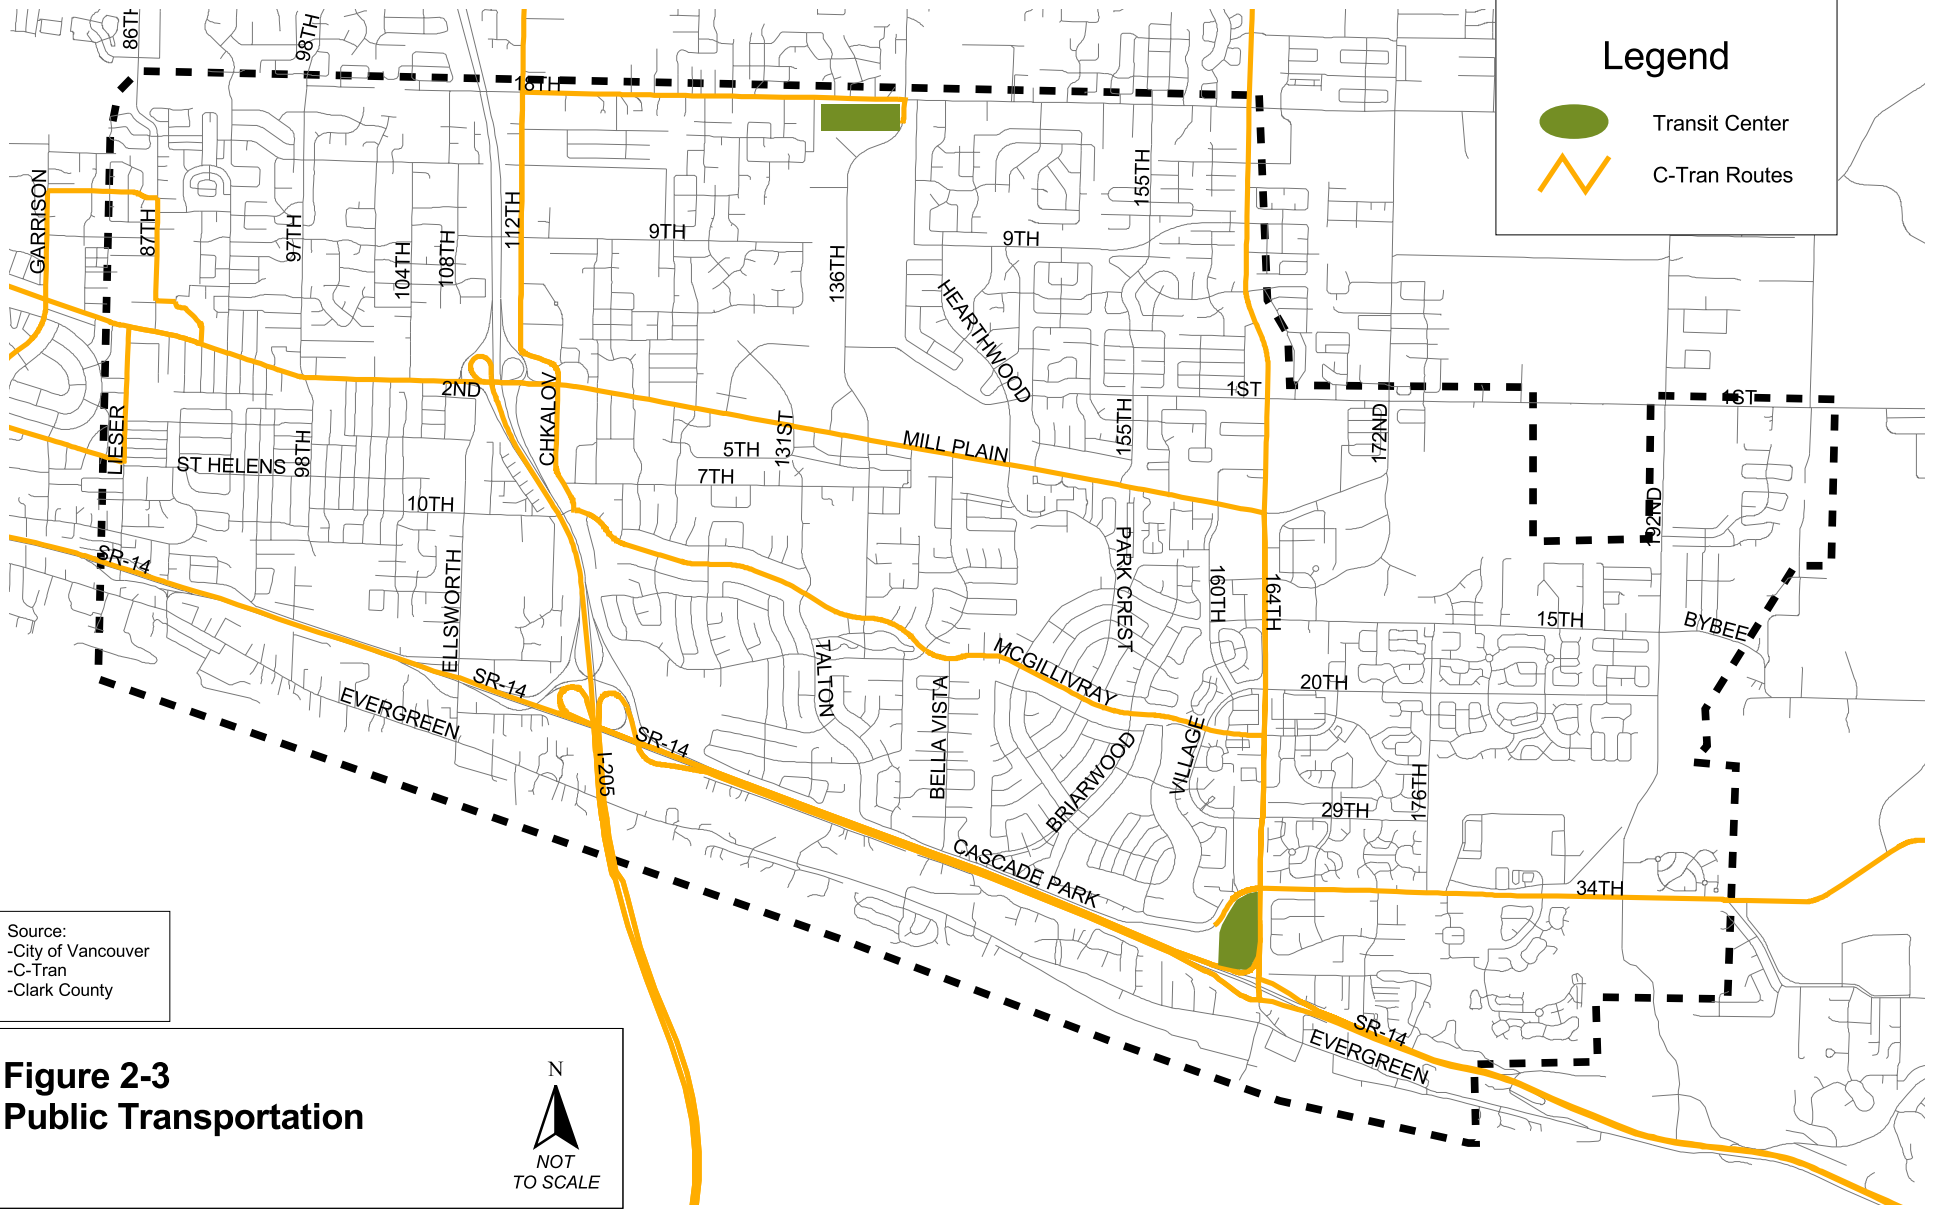 86TH
98TH
18TH
Legend
Transit Center
C-Tran Routes
GARRISON
87TH
97TH
104TH
108TH
112TH
9TH
136TH
9TH
155TH
HEARTHWOOD
2ND
CHKALOV
1ST
1ST
LIESER
ST HELENS
98TH
10TH
5TH
7TH
131ST
MILL PLAIN
155TH
172ND
192ND
SR-14
ELLSWORTH
PARK CREST
160TH
164TH
15TH
BYBEE
SR-14
EVERGREEN
SR-14
I-205
TALTON
BELLA VISTA
MCGILLIVRAY
BRIARWOOD
VILLAGE
20TH
176TH
29TH
CASCADE PARK
34TH
SR-14
EVERGREEN
Source:
-City of Vancouver
-C-Tran
-Clark County
Figure 2-3
Public Transportation
N
NOT
TO SCALE